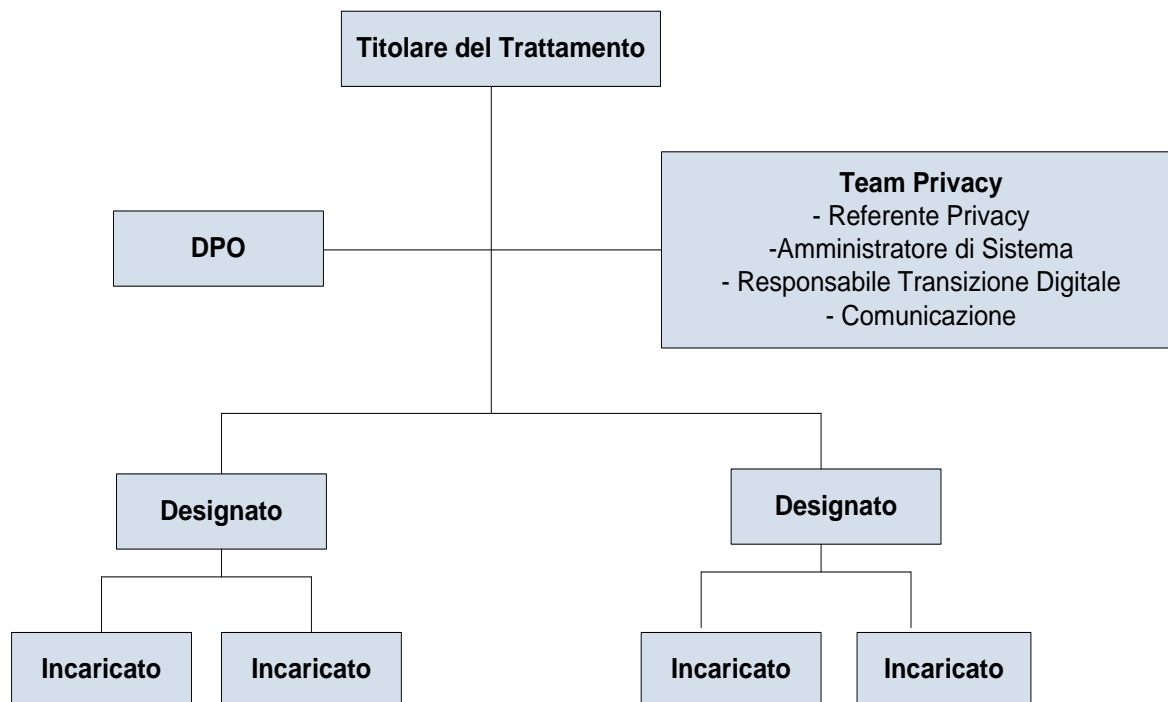 Titolare del Trattamento
DPO
Team Privacy
- Referente Privacy
-Amministratore di Sistema
- Responsabile Transizione Digitale
- Comunicazione
Designato
Designato
Incaricato
Incaricato
Incaricato
Incaricato